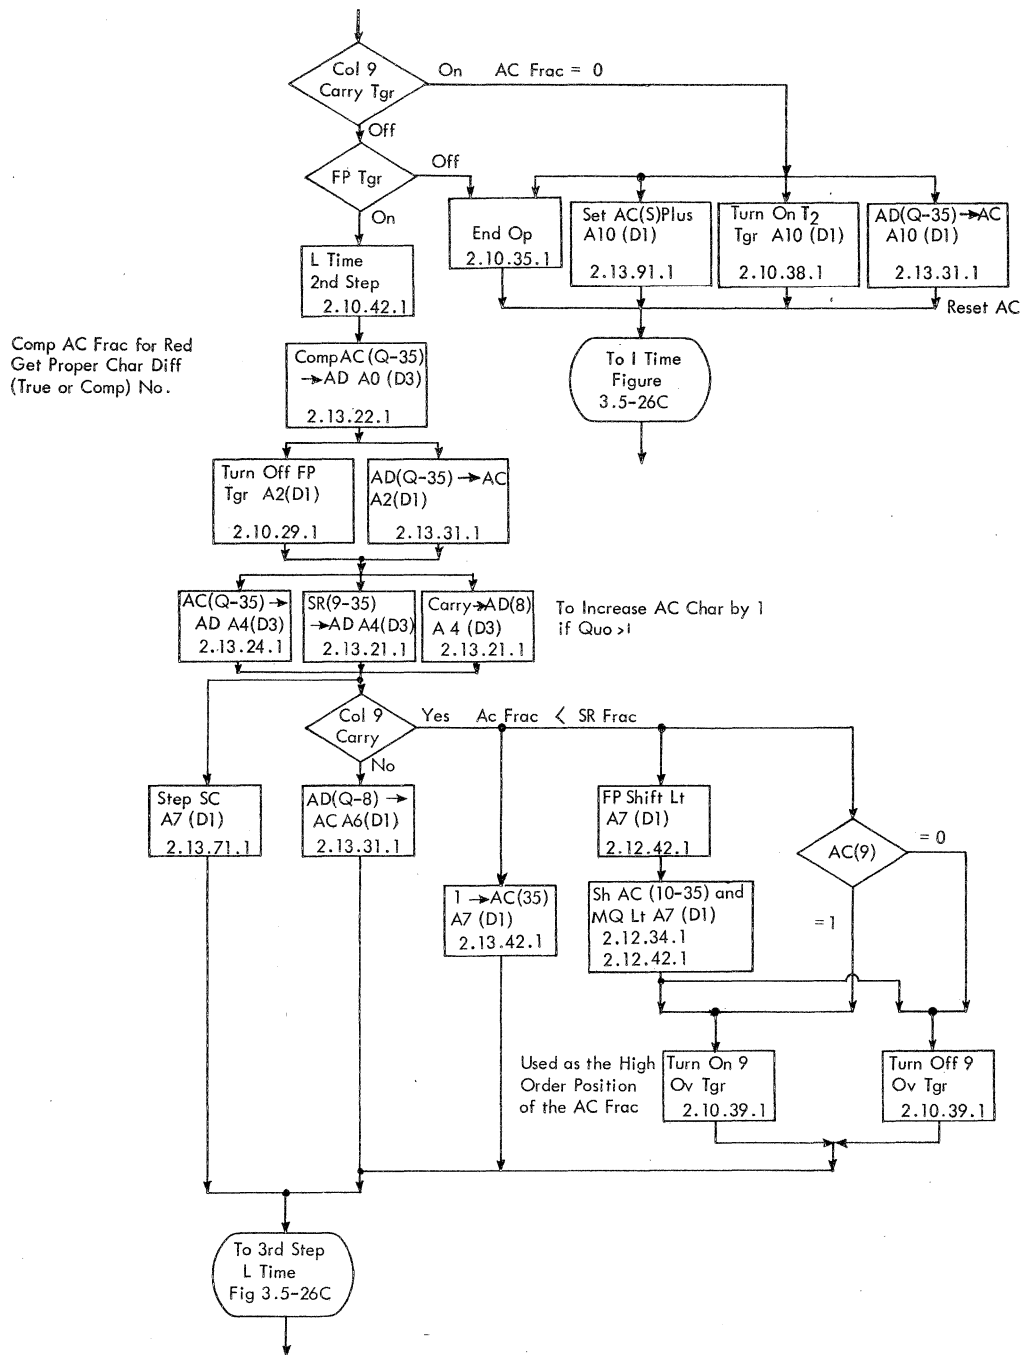 Col 9
Carry Tgr
On AC Frac = 0
Off
FP Tgr
Off
On
End Op
2.10.35.1
Set AC(S)Plus
A10 (D1)
2.13.91.1
Turn On T2
Tgr A10 (D1)
2.10.38.1
AD(Q-35)→AC
A10 (D1)
2.13.31.1
Reset AC
L Time
2nd Step
2.10.42.1
To I Time
Figure
3.5-26C
Comp AC Frac for Red
Get Proper Char Diff
(True or Comp) No.
Comp AC (Q-35)
→AD A0 (D3)
2.13.22.1
Turn Off FP
Tgr A2(D1)
2.10.29.1
AD(Q-35) →AC
A2(D1)
2.13.31.1
AC(Q-35) →
AD A4(D3)
2.13.24.1
SR(9-35)
→AD A4(D3)
2.13.21.1
Carry→AD(8)
A 4 (D3)
2.13.21.1
To Increase AC Char by 1
if Quo >1
Col 9
Carry
Yes Ac Frac < SR Frac
No
Step SC
A7 (D1)
2.13.71.1
AD(Q-8) →
AC A6(D1)
2.13.31.1
FP Shift Lt
A7 (D1)
2.12.42.1
AC(9)
= 0
= 1
1 →AC(35)
A7 (D1)
2.13.42.1
Sh AC (10-35) and
MQ Lt A7 (D1)
2.12.34.1
2.12.42.1
Used as the High
Order Position
of the AC Frac
Turn On 9
Ov Tgr
2.10.39.1
Turn Off 9
Ov Tgr
2.10.39.1
To 3rd Step
L Time
Fig 3.5-26C